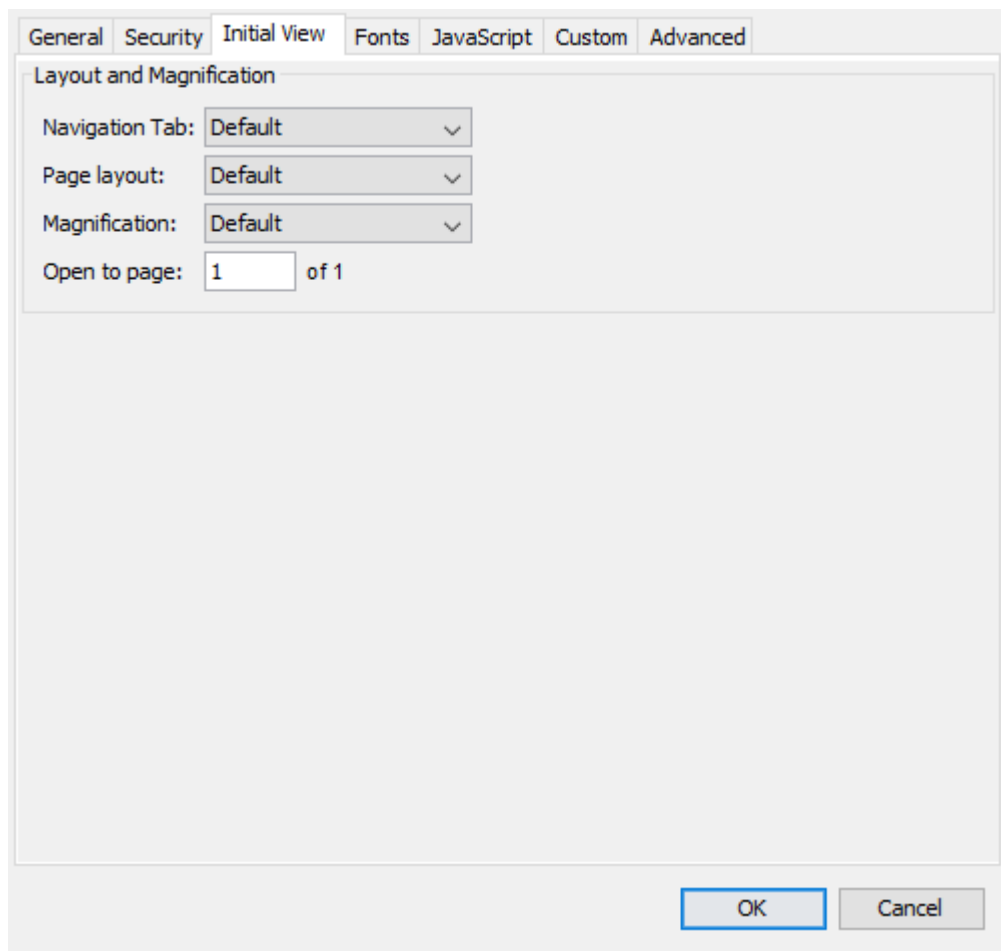 General Security Initial View Fonts JavaScript Custom Advanced
Layout and Magnification
Navigation Tab: Default
Page layout: Default
Magnification: Default
Open to page: 1 of 1
OK Cancel